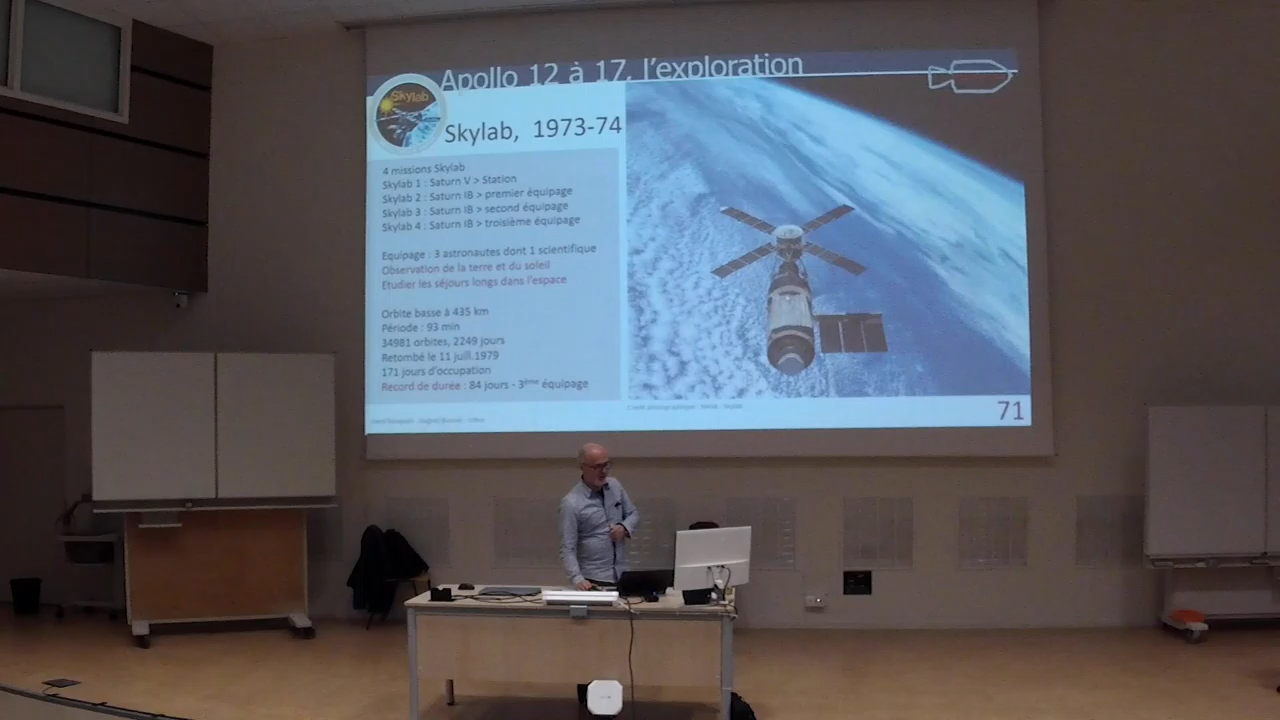 Apollo 12 à 17, l'exploration
Skylab
Skylab, 1973-74
4 missions Skylab
Skylab 1 : Saturn V > Station
Skylab 2 : Saturn IB > premier équipage
Skylab 3 : Saturn IB > second équipage
Skylab 4 : Saturn IB > troisième équipage
Equipage : 3 astronautes dont 1 scientifique
Observation de la terre et du soleil
Etudier les séjours longs dans l'espace
Orbite basse à 435 km
Période : 93 min
34981 orbites, 2249 jours
Retombé le 11 juill.1979
171 jours d'occupation
Record de durée : 84 jours - 3ème équipage
71